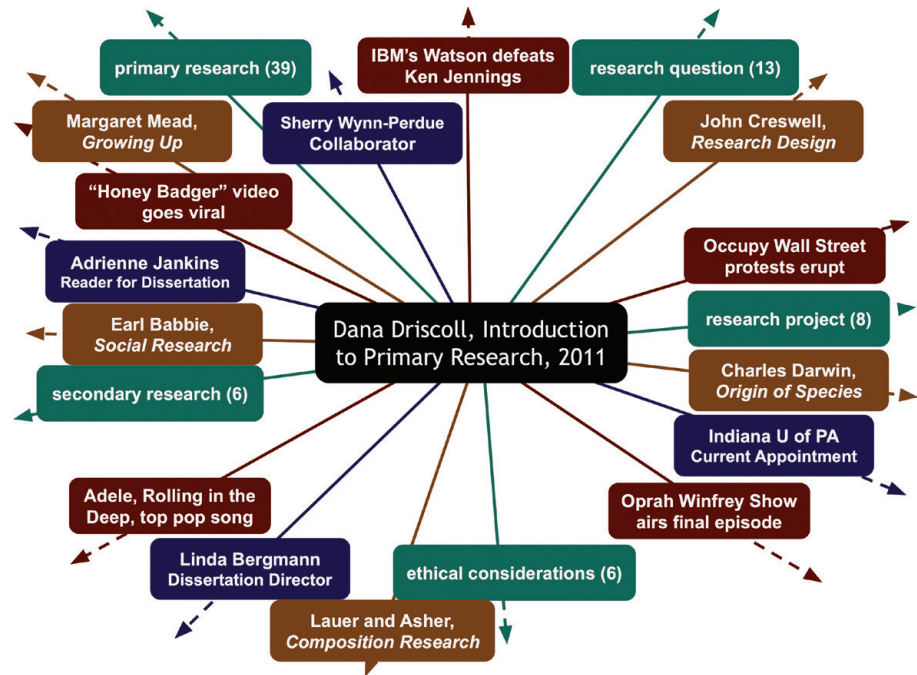 primary research (39)
IBM's Watson defeats
Ken Jennings
research question (13)
Margaret Mead,
Growing Up
Sherry Wynn-Perdue
Collaborator
John Creswell,
Research Design
"Honey Badger" video
goes viral
Adrienne Jankins
Reader for Dissertation
Occupy Wall Street
protests erupt
Earl Babbie,
Social Research
Dana Driscoll, Introduction
to Primary Research, 2011
research project (8)
secondary research (6)
Charles Darwin,
Origin of Species
Indiana U of PA
Current Appointment
Adele, Rolling in the
Deep, top pop song
Oprah Winfrey Show
airs final episode
Linda Bergmann
Dissertation Director
ethical considerations (6)
Lauer and Asher,
Composition Research